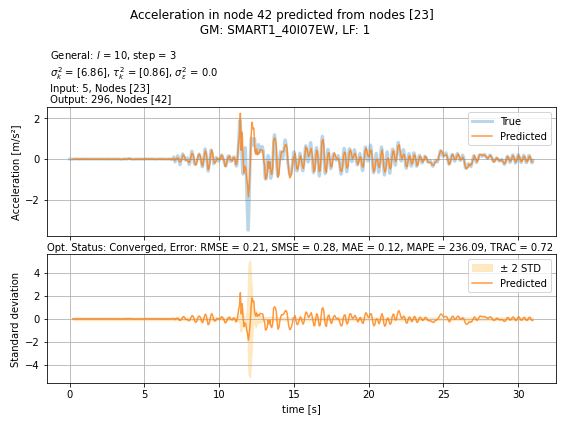 Acceleration in node 42 predicted from nodes [23]
GM: SMART1_40I07EW, LF: 1
General: l = 10, step = 3
σ²ₖ = [6.86], τ²ₖ = [0.86], σ²ε = 0.0
Input: 5, Nodes [23]
Output: 296, Nodes [42]
True
Predicted
Acceleration [m/s²]
2
0
−2
Opt. Status: Converged, Error: RMSE = 0.21, SMSE = 0.28, MAE = 0.12, MAPE = 236.09, TRAC = 0.72
± 2 STD
Predicted
Standard deviation
4
2
0
−2
−4
0 5 10 15 20 25 30
time [s]